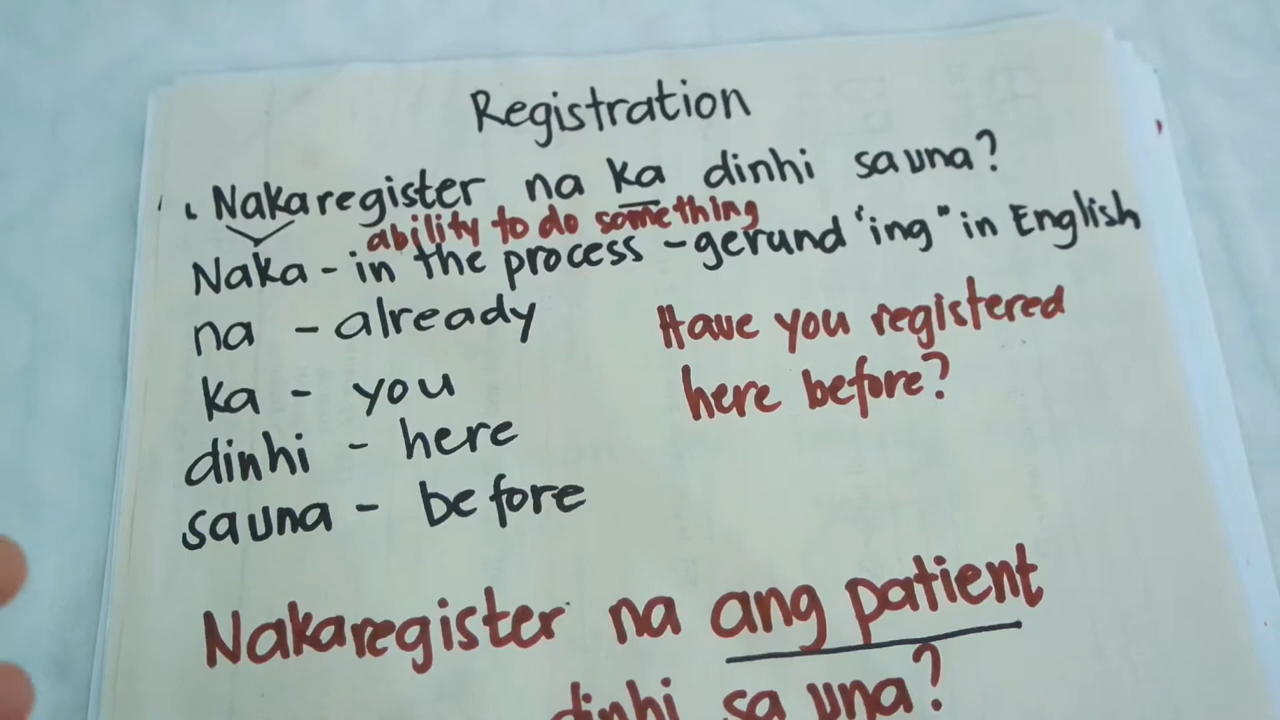 Registration
1. Nakaregister na ka dinhi sauna?
ability to do something
Naka - in the process - gerund "ing" in English
na - already
ka - you
dinhi - here
sauna - before
Have you registered
here before?
Nakaregister na ang patient
dinhi sa una?